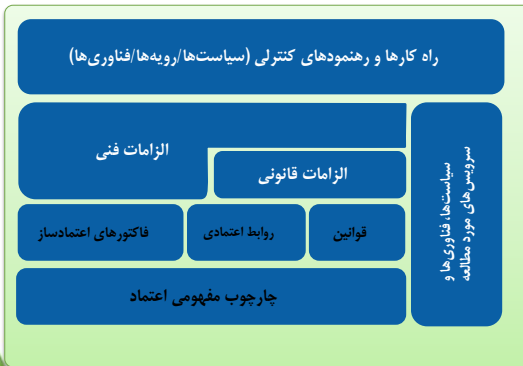 راه کارها و رهنمودهای کنترلی (سیاست‌ها/رویه‌ها/فناوری‌ها)
الزامات فنی
الزامات قانونی
سیاست‌ها، فناوری‌ها و
سرویس‌های مورد مطالعه
قوانین
روابط اعتمادی
فاکتورهای اعتمادساز
چارچوب مفهومی اعتماد